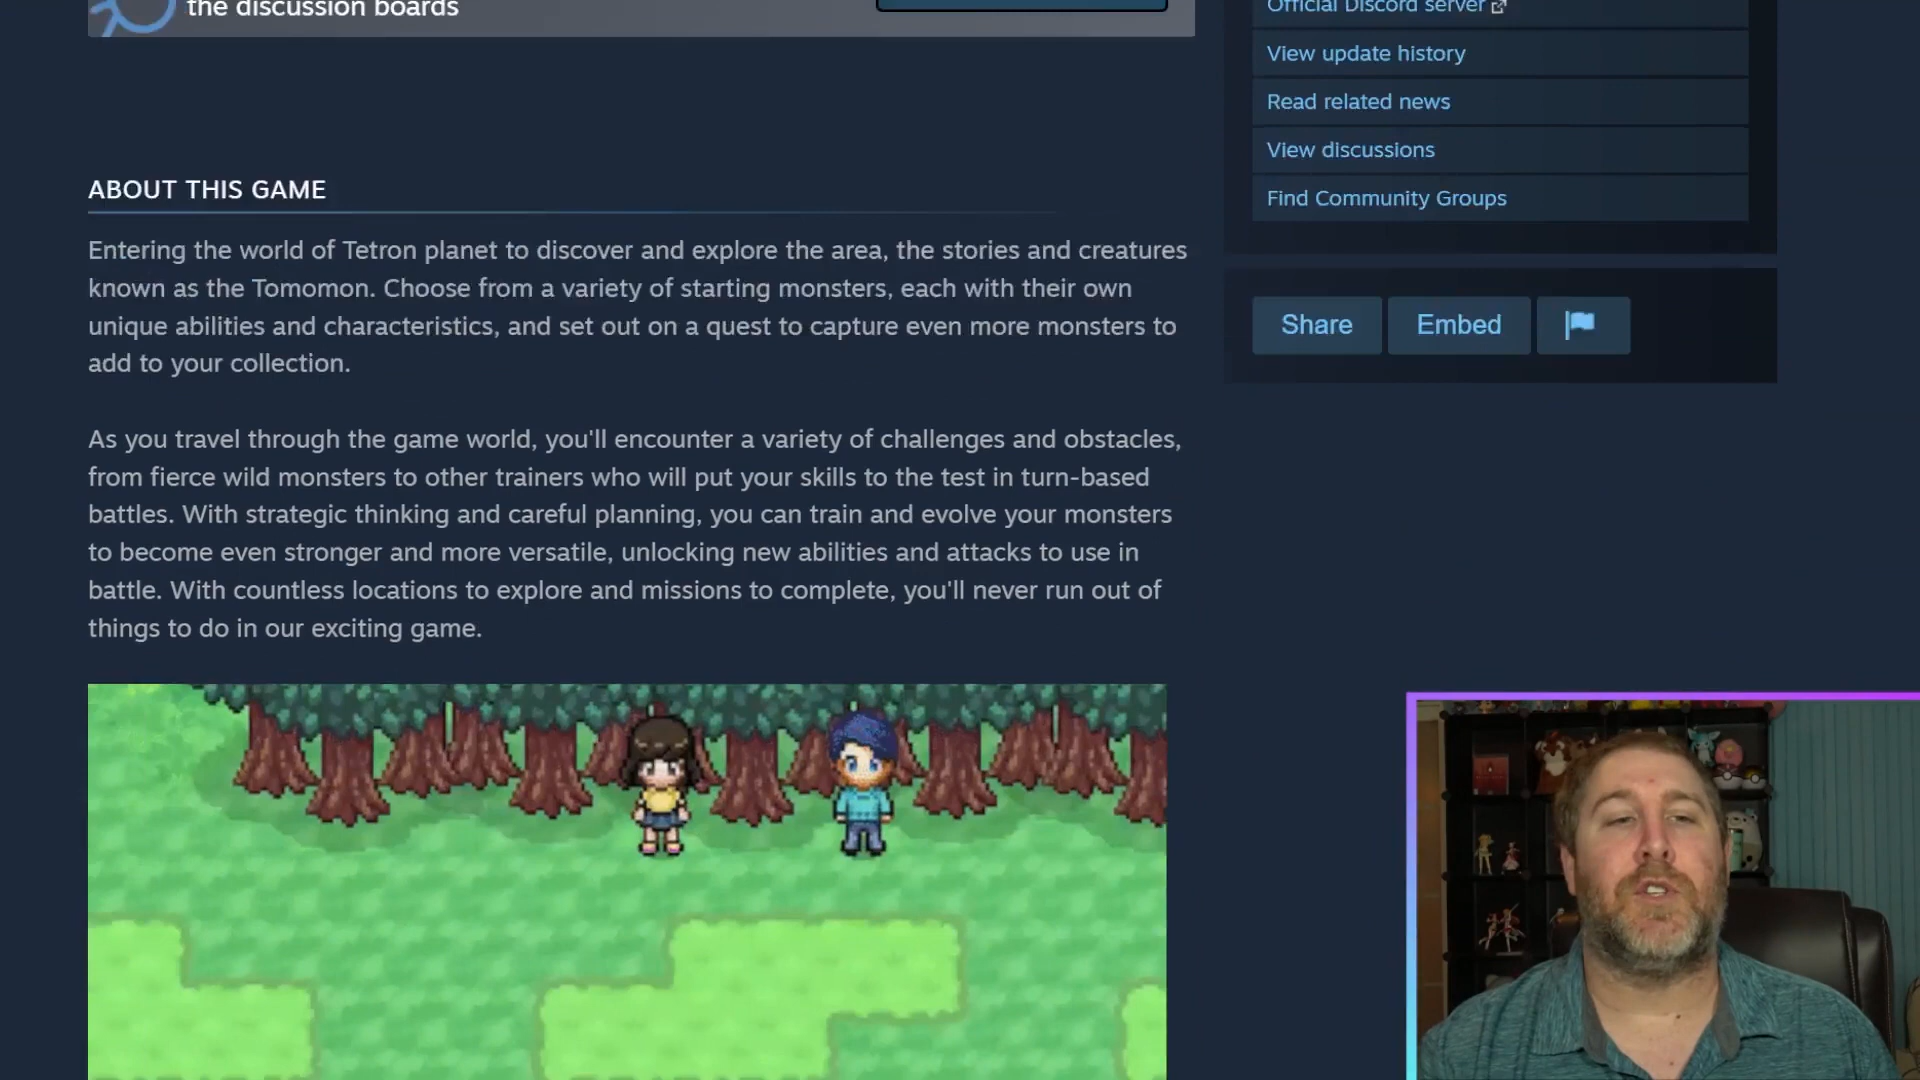 the discussion boards
Official Discord server
View update history
Read related news
View discussions
Find Community Groups
Share
Embed
ABOUT THIS GAME
Entering the world of Tetron planet to discover and explore the area, the stories and creatures
known as the Tomomon. Choose from a variety of starting monsters, each with their own
unique abilities and characteristics, and set out on a quest to capture even more monsters to
add to your collection.
As you travel through the game world, you'll encounter a variety of challenges and obstacles,
from fierce wild monsters to other trainers who will put your skills to the test in turn-based
battles. With strategic thinking and careful planning, you can train and evolve your monsters
to become even stronger and more versatile, unlocking new abilities and attacks to use in
battle. With countless locations to explore and missions to complete, you'll never run out of
things to do in our exciting game.